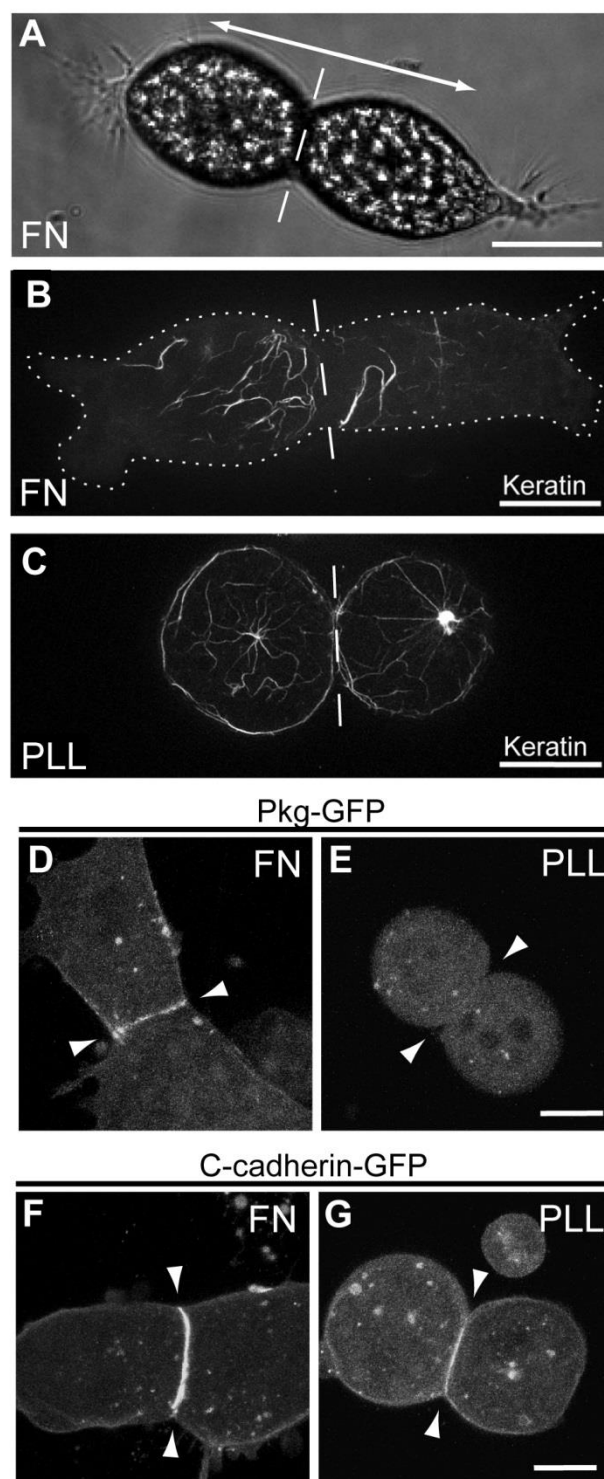 A
FN
B
FN
Keratin
C
PLL
Keratin
Pkg-GFP
D FN
E PLL
C-cadherin-GFP
F FN
G PLL